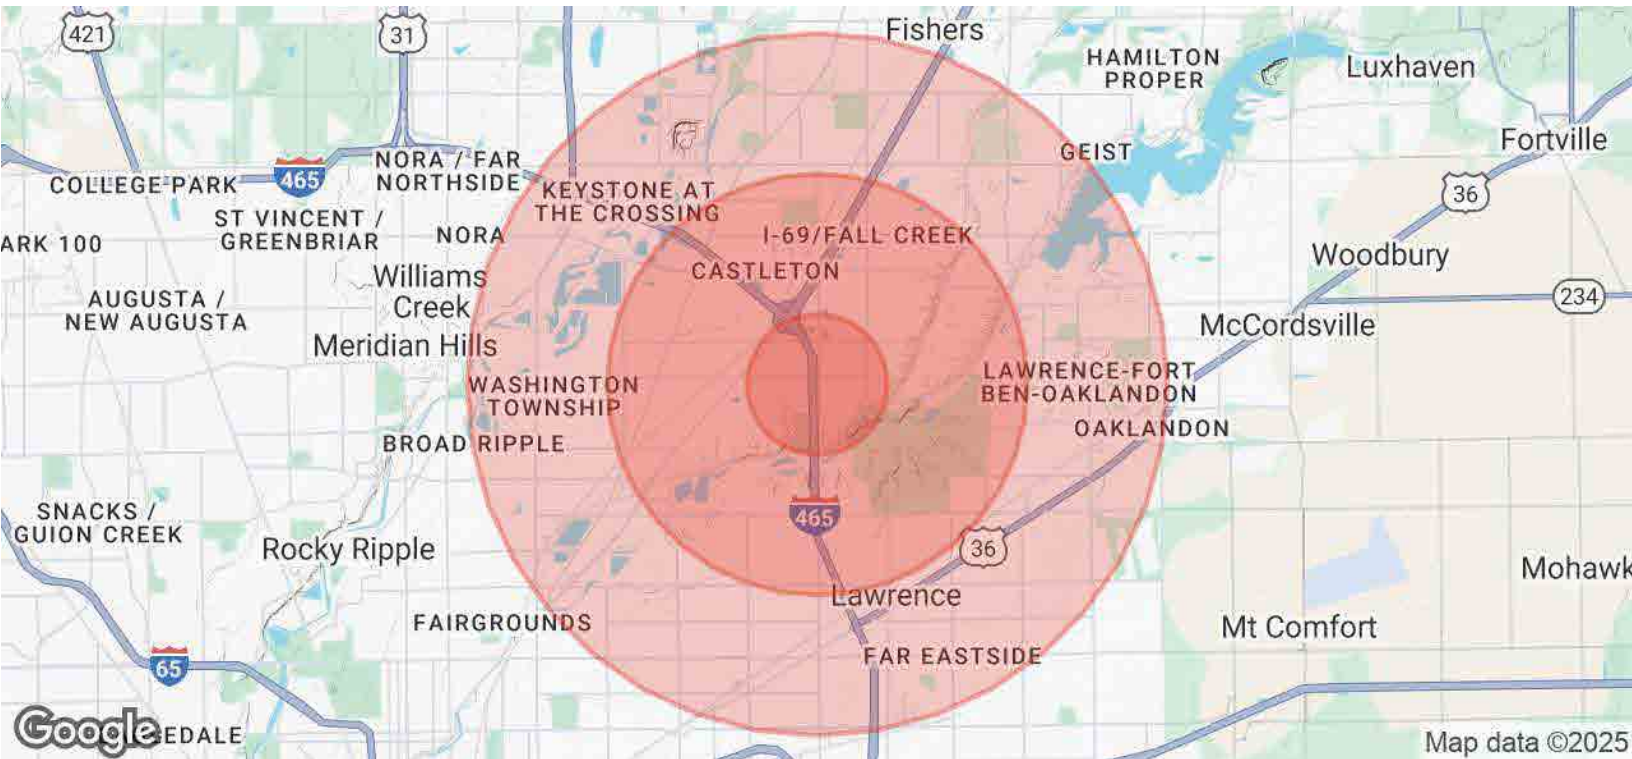 421
31
Fishers
HAMILTON
PROPER
Luxhaven
Fortville
GEIST
NORA / FAR
NORTHSIDE
465
COLLEGE PARK
KEYSTONE AT
THE CROSSING
36
ST VINCENT /
GREENBRIAR
NORA
I-69/FALL CREEK
ARK 100
Woodbury
CASTLETON
Williams
Creek
AUGUSTA /
NEW AUGUSTA
234
McCordsville
Meridian Hills
WASHINGTON
TOWNSHIP
LAWRENCE-FORT
BEN-OAKLANDON
OAKLANDON
BROAD RIPPLE
SNACKS /
GUION CREEK
465
Rocky Ripple
36
Mohawk
Lawrence
FAIRGROUNDS
Mt Comfort
FAR EASTSIDE
65
Google
EDALE
Map data ©2025